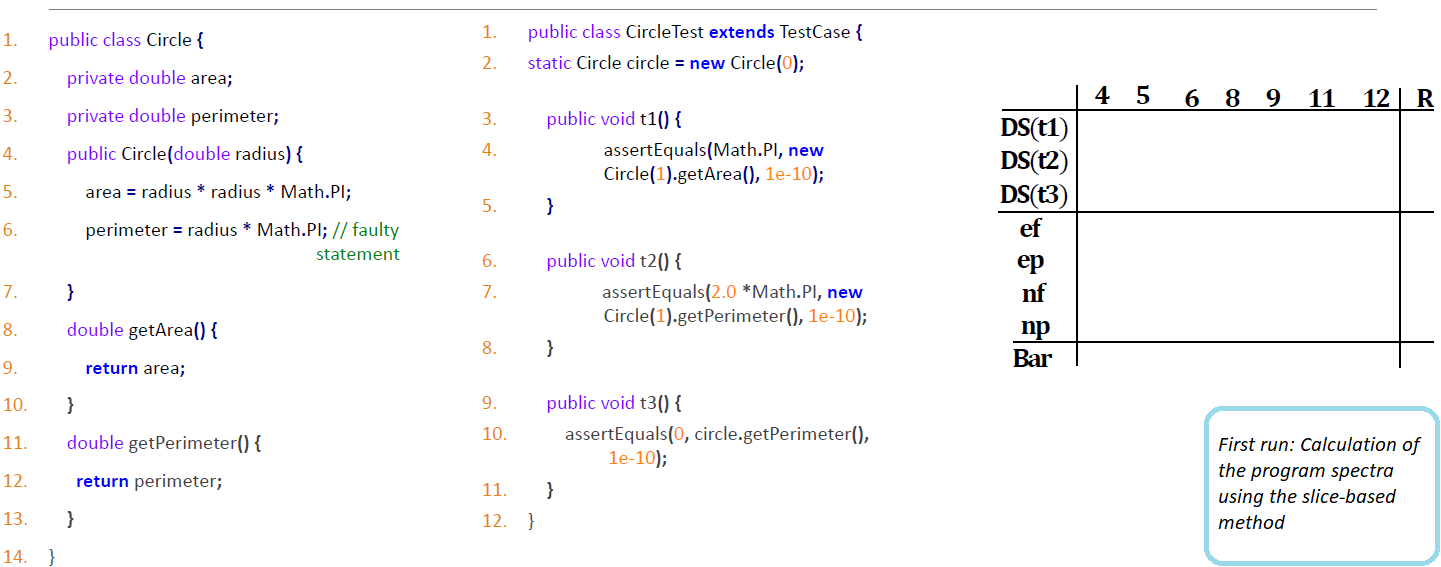 1. public class Circle {
2. private double area;
3. private double perimeter;
4. public Circle(double radius) {
5. area = radius * radius * Math.PI;
6. perimeter = radius * Math.PI; // faulty
statement
7. }
8. double getArea() {
9. return area;
10. }
11. double getPerimeter() {
12. return perimeter;
13. }
14. }
1. public class CircleTest extends TestCase {
2. static Circle circle = new Circle(0);
3. public void t1() {
4. assertEquals(Math.PI, new
Circle(1).getArea(), 1e-10);
5. }
6. public void t2() {
7. assertEquals(2.0 *Math.PI, new
Circle(1).getPerimeter(), 1e-10);
8. }
9. public void t3() {
10. assertEquals(0, circle.getPerimeter(),
1e-10);
11. }
12. }
4 5 6 8 9 11 12 R
DS(t1)
DS(t2)
DS(t3)
ef
ep
nf
np
Bar
First run: Calculation of
the program spectra
using the slice-based
method